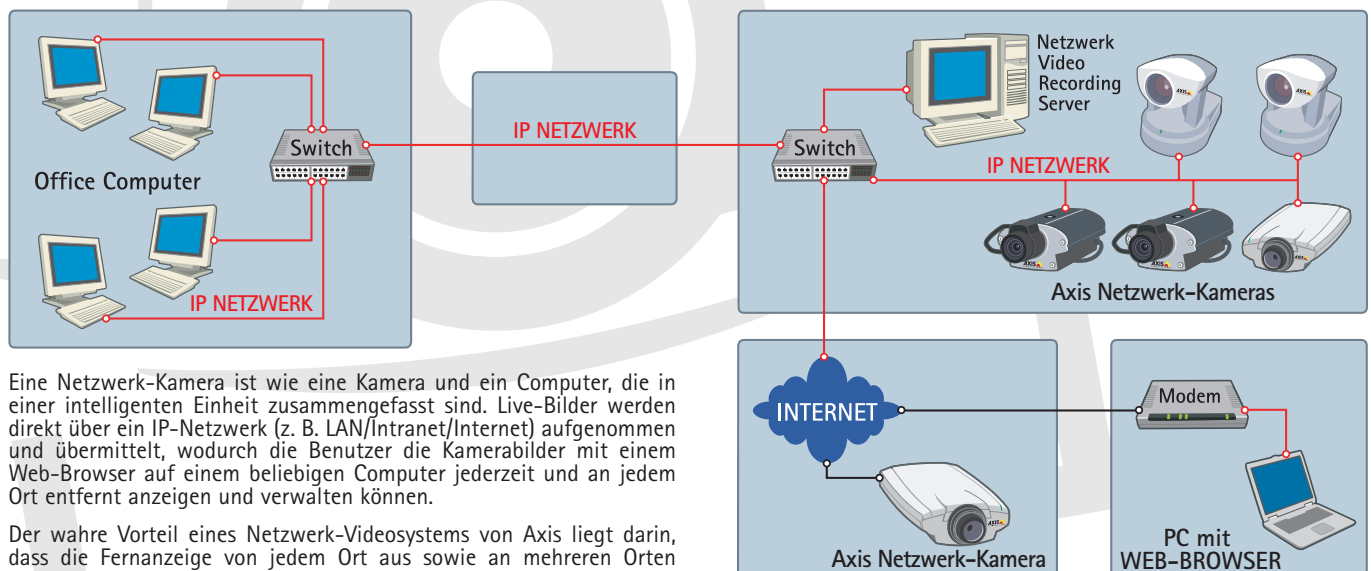 Switch
Office Computer
IP NETZWERK
IP NETZWERK
Netzwerk
Video
Recording
Server
AXIS
AXIS
Switch
IP NETZWERK
AXIS
AXIS
AXIS
Axis Netzwerk-Kameras
Eine Netzwerk-Kamera ist wie eine Kamera und ein Computer, die in
einer intelligenten Einheit zusammengefasst sind. Live-Bilder werden
direkt über ein IP-Netzwerk (z. B. LAN/Intranet/Internet) aufgenommen
und übermittelt, wodurch die Benutzer die Kamerabilder mit einem
Web-Browser auf einem beliebigen Computer jederzeit und an jedem
Ort entfernt anzeigen und verwalten können.
Der wahre Vorteil eines Netzwerk-Videosystems von Axis liegt darin,
dass die Fernanzeige von jedem Ort aus sowie an mehreren Orten
INTERNET
AXIS
Axis Netzwerk-Kamera
Modem
PC mit
WEB-BROWSER